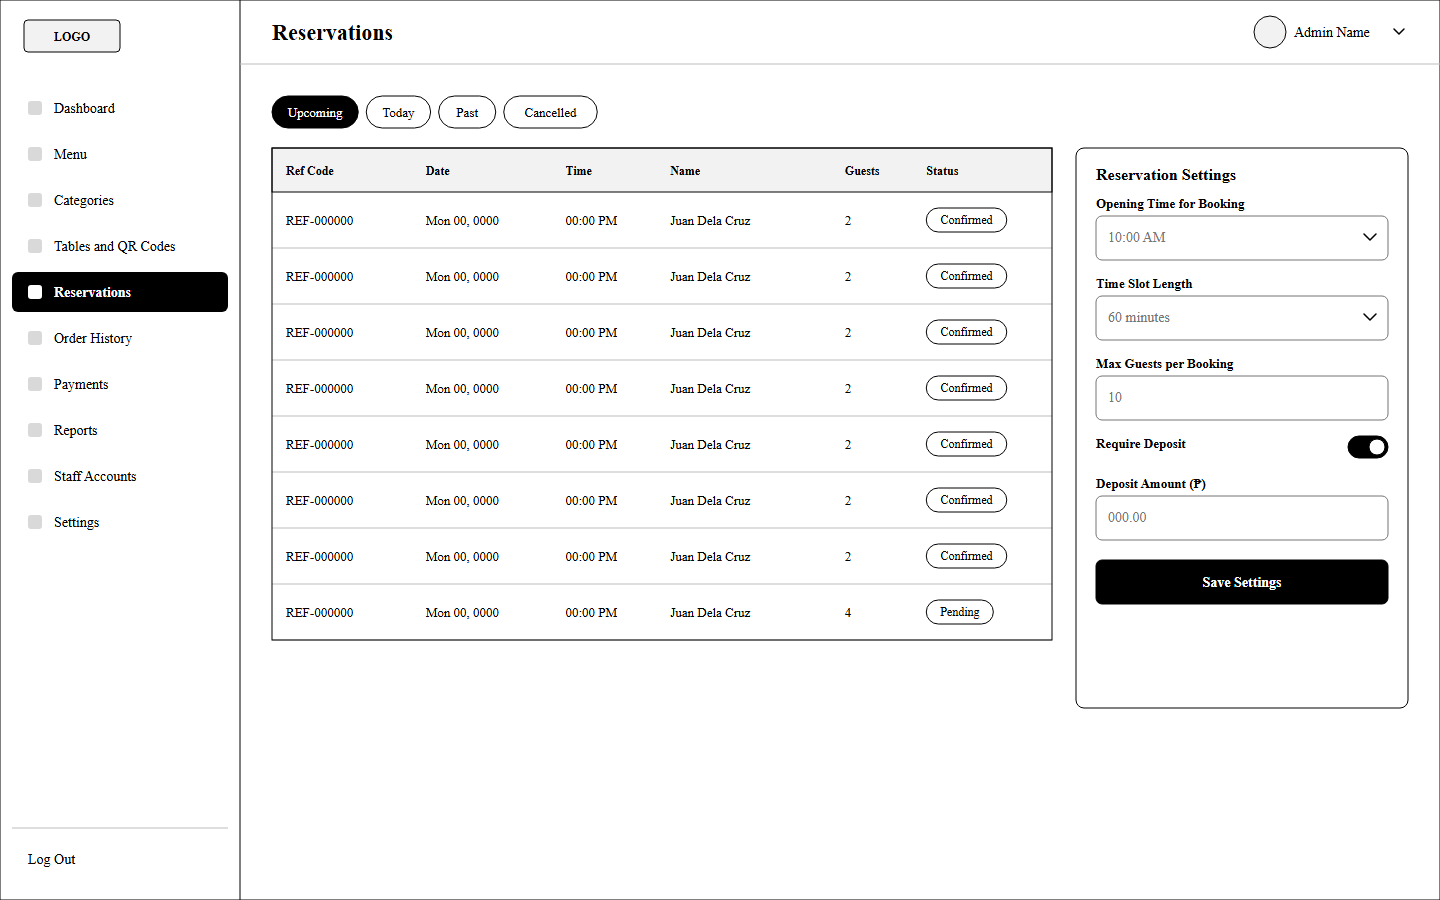 LOGO
Dashboard
Menu
Categories
Tables and QR Codes
Reservations
Order History
Payments
Reports
Staff Accounts
Settings
Log Out
Reservations
Admin Name
Upcoming Today Past Cancelled
Ref Code Date Time Name Guests Status
REF-000000 Mon 00, 0000 00:00 PM Juan Dela Cruz 2 Confirmed
REF-000000 Mon 00, 0000 00:00 PM Juan Dela Cruz 2 Confirmed
REF-000000 Mon 00, 0000 00:00 PM Juan Dela Cruz 2 Confirmed
REF-000000 Mon 00, 0000 00:00 PM Juan Dela Cruz 2 Confirmed
REF-000000 Mon 00, 0000 00:00 PM Juan Dela Cruz 2 Confirmed
REF-000000 Mon 00, 0000 00:00 PM Juan Dela Cruz 2 Confirmed
REF-000000 Mon 00, 0000 00:00 PM Juan Dela Cruz 2 Confirmed
REF-000000 Mon 00, 0000 00:00 PM Juan Dela Cruz 4 Pending
Reservation Settings
Opening Time for Booking
10:00 AM
Time Slot Length
60 minutes
Max Guests per Booking
10
Require Deposit
Deposit Amount (₱)
000.00
Save Settings